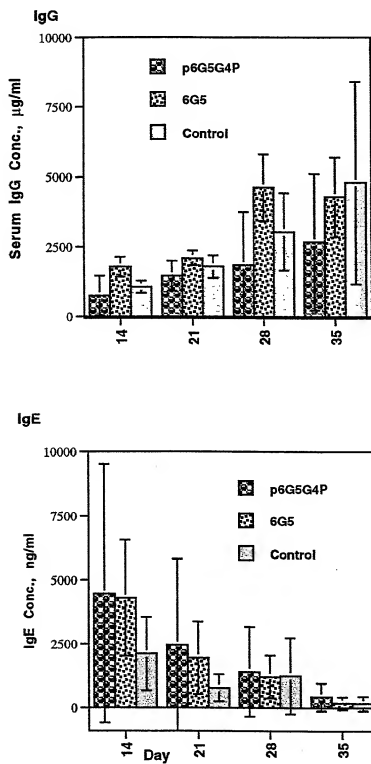 IgG
10000
7500
5000
2500
0
Serum IgG Conc., µg/ml
p6G5G4P
6G5
Control
14
21
28
35
IgE
10000
7500
5000
2500
0
IgE Conc., ng/ml
p6G5G4P
6G5
Control
14
21
28
35
Day